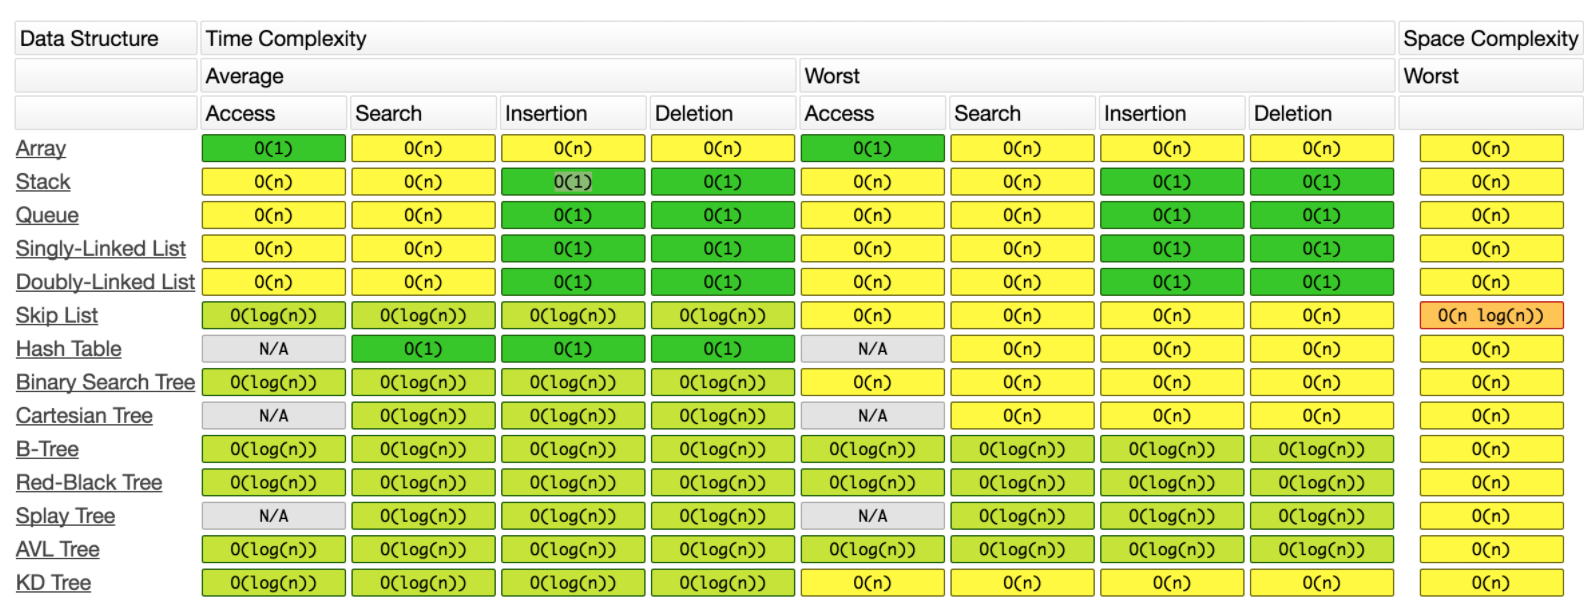 Data Structure Time Complexity Space Complexity
Average Worst Worst
Access Search Insertion Deletion Access Search Insertion Deletion
Array O(1) O(n) O(n) O(n) O(1) O(n) O(n) O(n) O(n)
Stack O(n) O(n) O(1) O(1) O(n) O(n) O(1) O(1) O(n)
Queue O(n) O(n) O(1) O(1) O(n) O(n) O(1) O(1) O(n)
Singly-Linked List O(n) O(n) O(1) O(1) O(n) O(n) O(1) O(1) O(n)
Doubly-Linked List O(n) O(n) O(1) O(1) O(n) O(n) O(1) O(1) O(n)
Skip List O(log(n)) O(log(n)) O(log(n)) O(log(n)) O(n) O(n) O(n) O(n) O(n log(n))
Hash Table N/A O(1) O(1) O(1) N/A O(n) O(n) O(n) O(n)
Binary Search Tree O(log(n)) O(log(n)) O(log(n)) O(log(n)) O(n) O(n) O(n) O(n) O(n)
Cartesian Tree N/A O(log(n)) O(log(n)) O(log(n)) N/A O(n) O(n) O(n) O(n)
B-Tree O(log(n)) O(log(n)) O(log(n)) O(log(n)) O(log(n)) O(log(n)) O(log(n)) O(log(n)) O(n)
Red-Black Tree O(log(n)) O(log(n)) O(log(n)) O(log(n)) O(log(n)) O(log(n)) O(log(n)) O(log(n)) O(n)
Splay Tree N/A O(log(n)) O(log(n)) O(log(n)) N/A O(log(n)) O(log(n)) O(log(n)) O(n)
AVL Tree O(log(n)) O(log(n)) O(log(n)) O(log(n)) O(log(n)) O(log(n)) O(log(n)) O(log(n)) O(n)
KD Tree O(log(n)) O(log(n)) O(log(n)) O(log(n)) O(n) O(n) O(n) O(n) O(n)